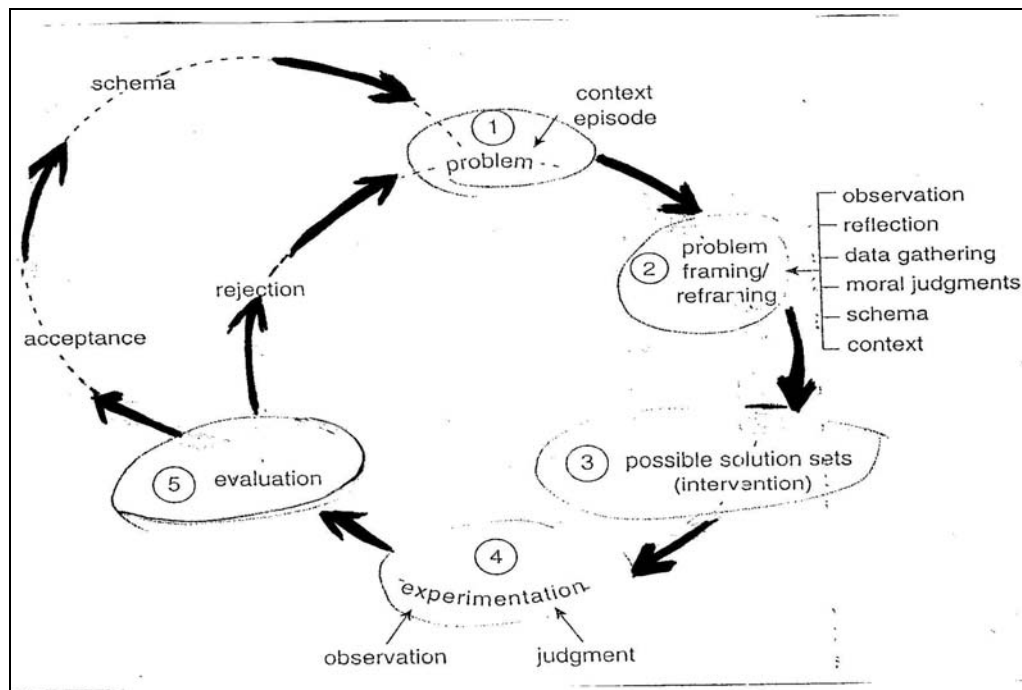 schema
context
episode
1
problem
observation
reflection
data gathering
moral judgments
schema
context
2
problem
framing/
reframing
rejection
acceptance
3
possible solution sets
(intervention)
5
evaluation
4
experimentation
observation
judgment